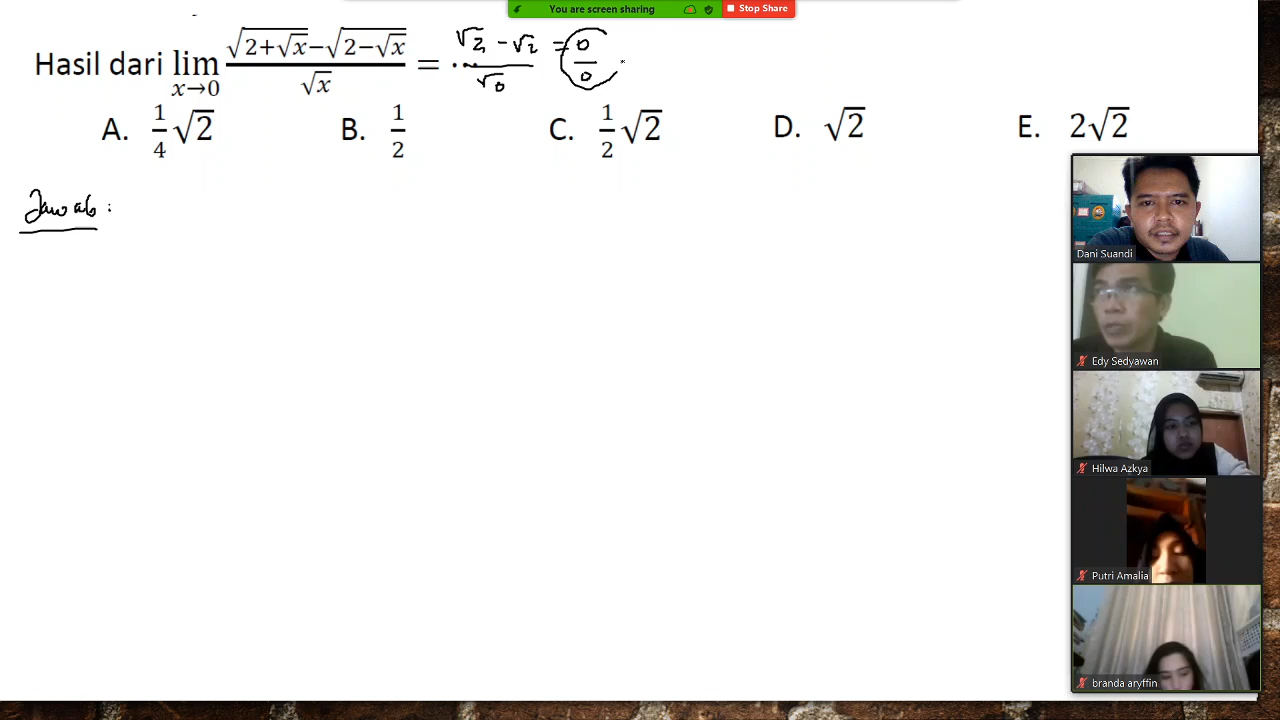 You are screen sharing Stop Share
Hasil dari lim x→0 (√(2+√x)−√(2−√x))/√x = ... (√2 − √2)/√0 = 0/0
A. 1/4 √2 B. 1/2 C. 1/2 √2 D. √2 E. 2√2
Jawab :
Dani Suandi
Edy Sedyawan
Hilwa Azkya
Putri Amalia
branda aryffin